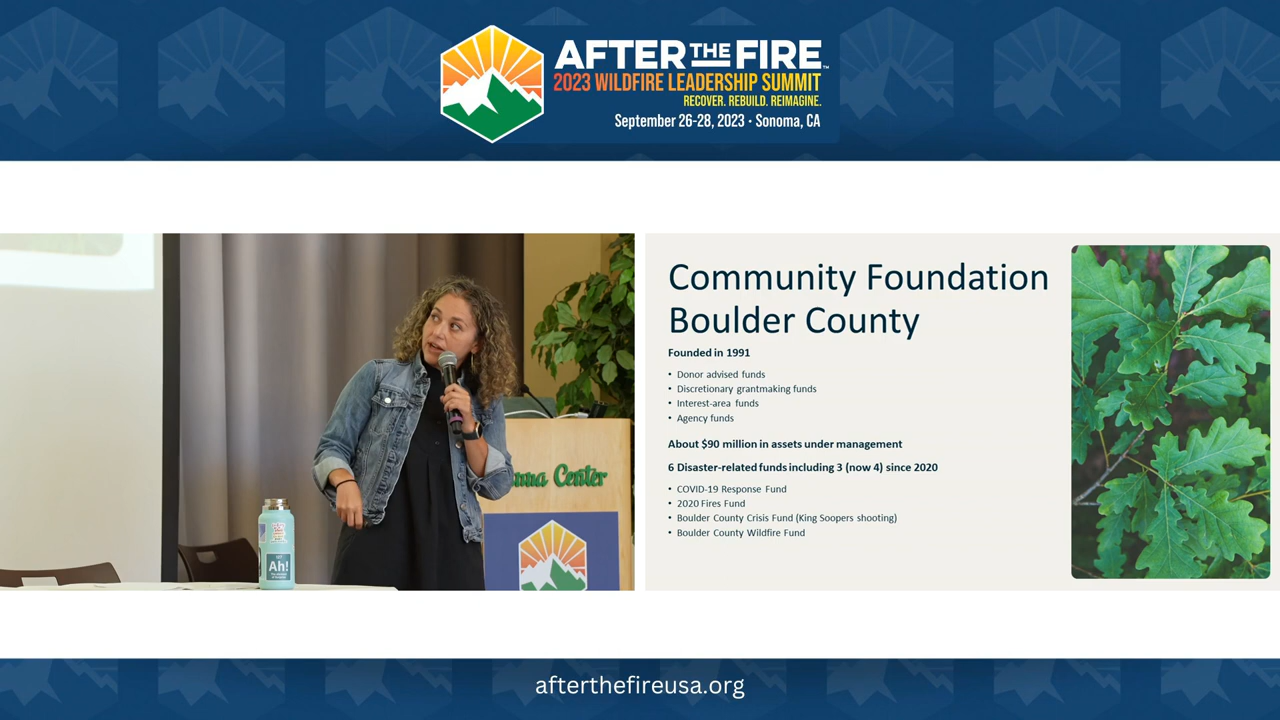 AFTER THE FIRE™
2023 WILDFIRE LEADERSHIP SUMMIT
RECOVER. REBUILD. REIMAGINE.
September 26-28, 2023 • Sonoma, CA
Center
Ah!
Community Foundation
Boulder County
Founded in 1991
• Donor advised funds
• Discretionary grantmaking funds
• Interest-area funds
• Agency funds
About $90 million in assets under management
6 Disaster-related funds including 3 (now 4) since 2020
• COVID-19 Response Fund
• 2020 Fires Fund
• Boulder County Crisis Fund (King Soopers shooting)
• Boulder County Wildfire Fund
afterthefireusa.org